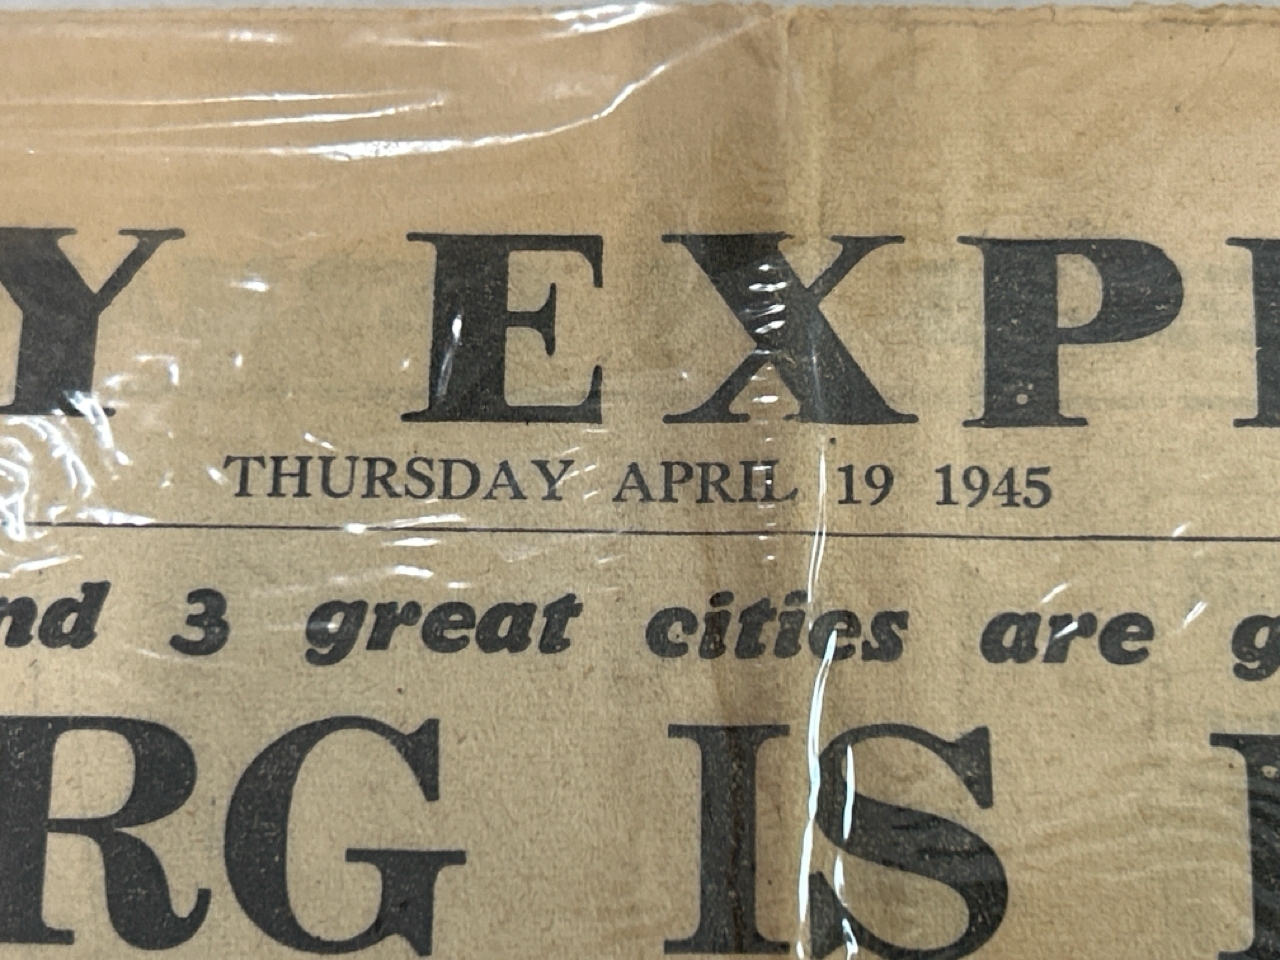 Y EXP
THURSDAY APRIL 19 1945
nd 3 great cities are g
RG IS